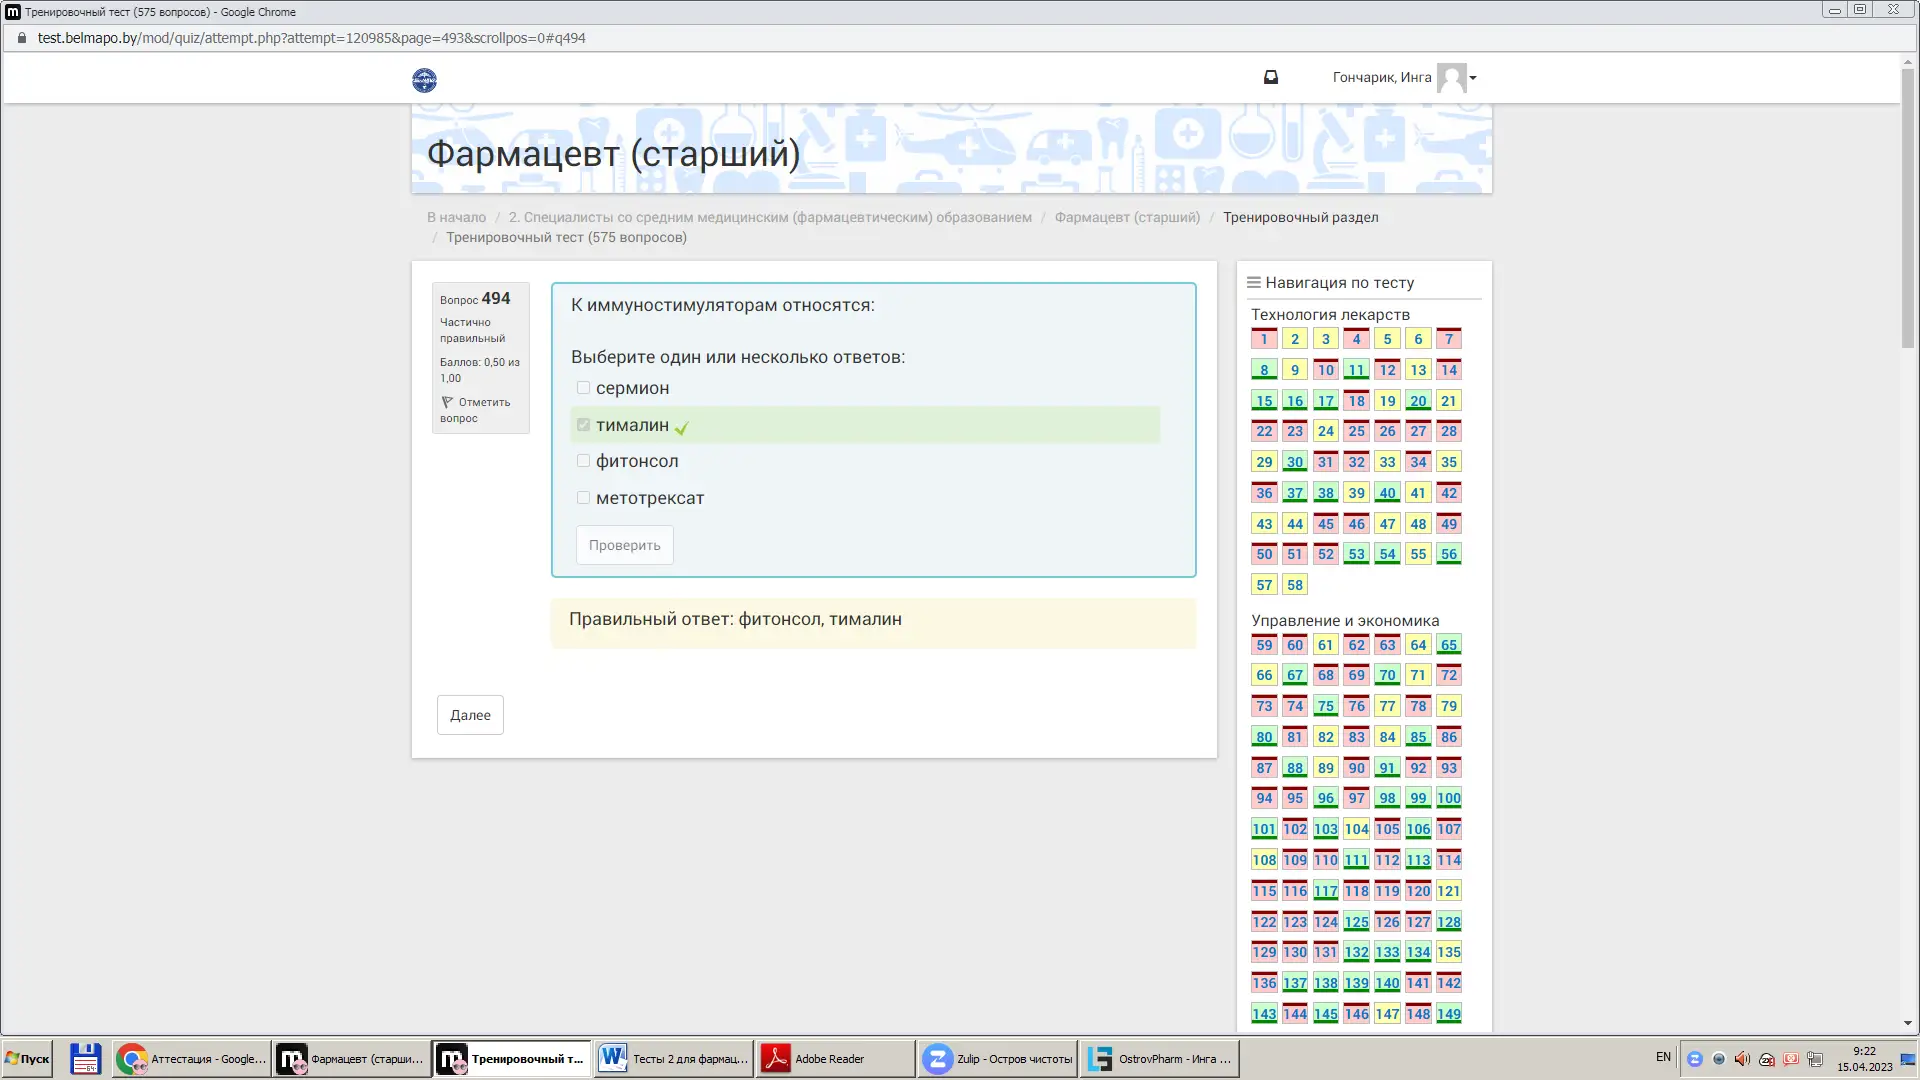 Тренировочный тест (575 вопросов) - Google Chrome
test.belmapo.by/mod/quiz/attempt.php?attempt=120985&page=493&scrollpos=0#q494
Гончарик, Инга
Фармацевт (старший)
В начало / 2. Специалисты со средним медицинским (фармацевтическим) образованием / Фармацевт (старший) / Тренировочный раздел
/ Тренировочный тест (575 вопросов)
Вопрос 494
Частично
правильный
Баллов: 0,50 из
1,00
Отметить
вопрос
К иммуностимуляторам относятся:
Выберите один или несколько ответов:
сермион
тималин
фитонсол
метотрексат
Проверить
Правильный ответ: фитонсол, тималин
Далее
Навигация по тесту
Технология лекарств
1 2 3 4 5 6 7
8 9 10 11 12 13 14
15 16 17 18 19 20 21
22 23 24 25 26 27 28
29 30 31 32 33 34 35
36 37 38 39 40 41 42
43 44 45 46 47 48 49
50 51 52 53 54 55 56
57 58
Управление и экономика
59 60 61 62 63 64 65
66 67 68 69 70 71 72
73 74 75 76 77 78 79
80 81 82 83 84 85 86
87 88 89 90 91 92 93
94 95 96 97 98 99 100
101 102 103 104 105 106 107
108 109 110 111 112 113 114
115 116 117 118 119 120 121
122 123 124 125 126 127 128
129 130 131 132 133 134 135
136 137 138 139 140 141 142
143 144 145 146 147 148 149
Пуск
Аттестация - Google...
Фармацевт (старши...
Тренировочный т...
Тесты 2 для фармац...
Adobe Reader
Zulip - Остров чистоты
OstrovPharm - Инга ...
EN
9:22
15.04.2023